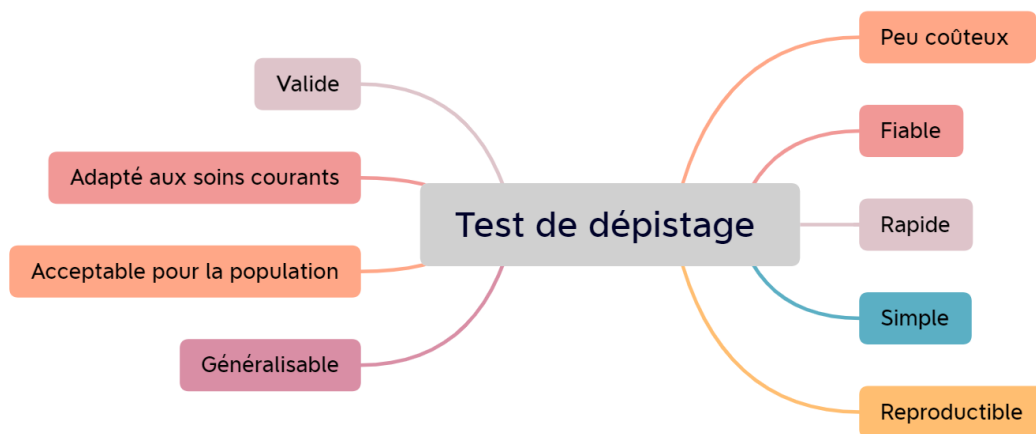 Test de dépistage
Peu coûteux
Fiable
Rapide
Simple
Reproductible
Valide
Adapté aux soins courants
Acceptable pour la population
Généralisable